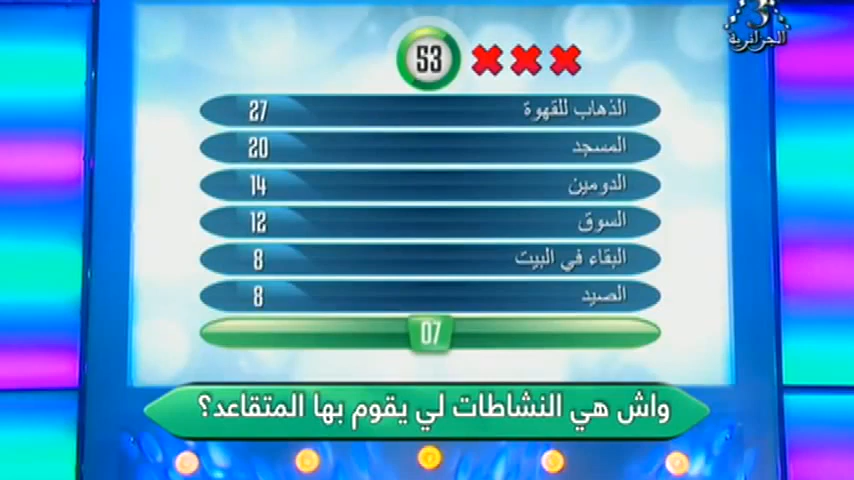 3
الجزائرية
53
الذهاب للقهوة 27
المسجد 20
الدومين 14
السوق 12
البقاء في البيت 8
الصيد 8
07
واش هي النشاطات لي يقوم بها المتقاعد؟